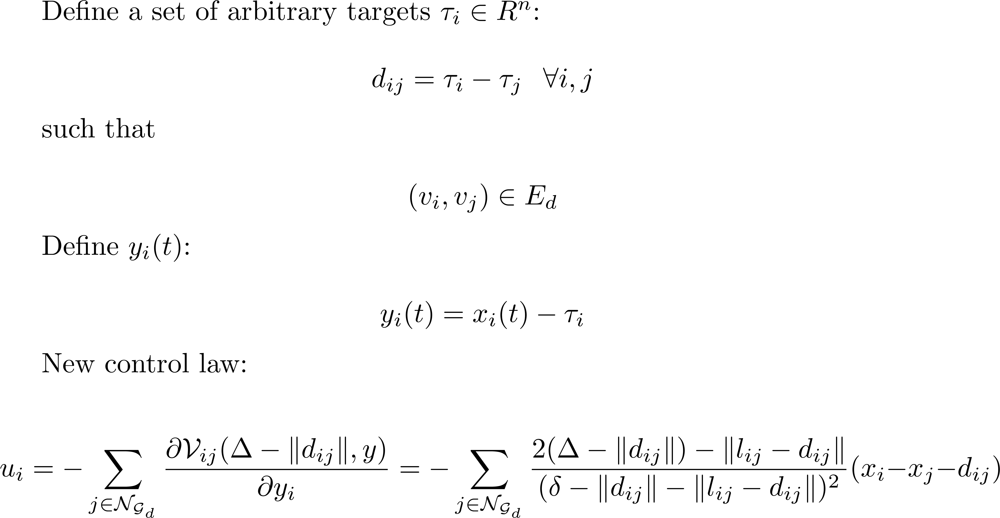 Define a set of arbitrary targets $\tau_i \in R^n$:
$d_{ij} = \tau_i - \tau_j \;\; \forall i, j$
such that
$(v_i, v_j) \in E_d$
Define $y_i(t)$:
$y_i(t) = x_i(t) - \tau_i$
New control law:
$u_i = - \sum_{j \in \mathcal{N}_{\mathcal{G}_d}} \frac{\partial \mathcal{V}_{ij}(\Delta - \|d_{ij}\|, y)}{\partial y_i} = - \sum_{j \in \mathcal{N}_{\mathcal{G}_d}} \frac{2(\Delta - \|d_{ij}\|) - \|l_{ij} - d_{ij}\|}{(\delta - \|d_{ij}\| - \|l_{ij} - d_{ij}\|)^2} (x_i - x_j - d_{ij})$